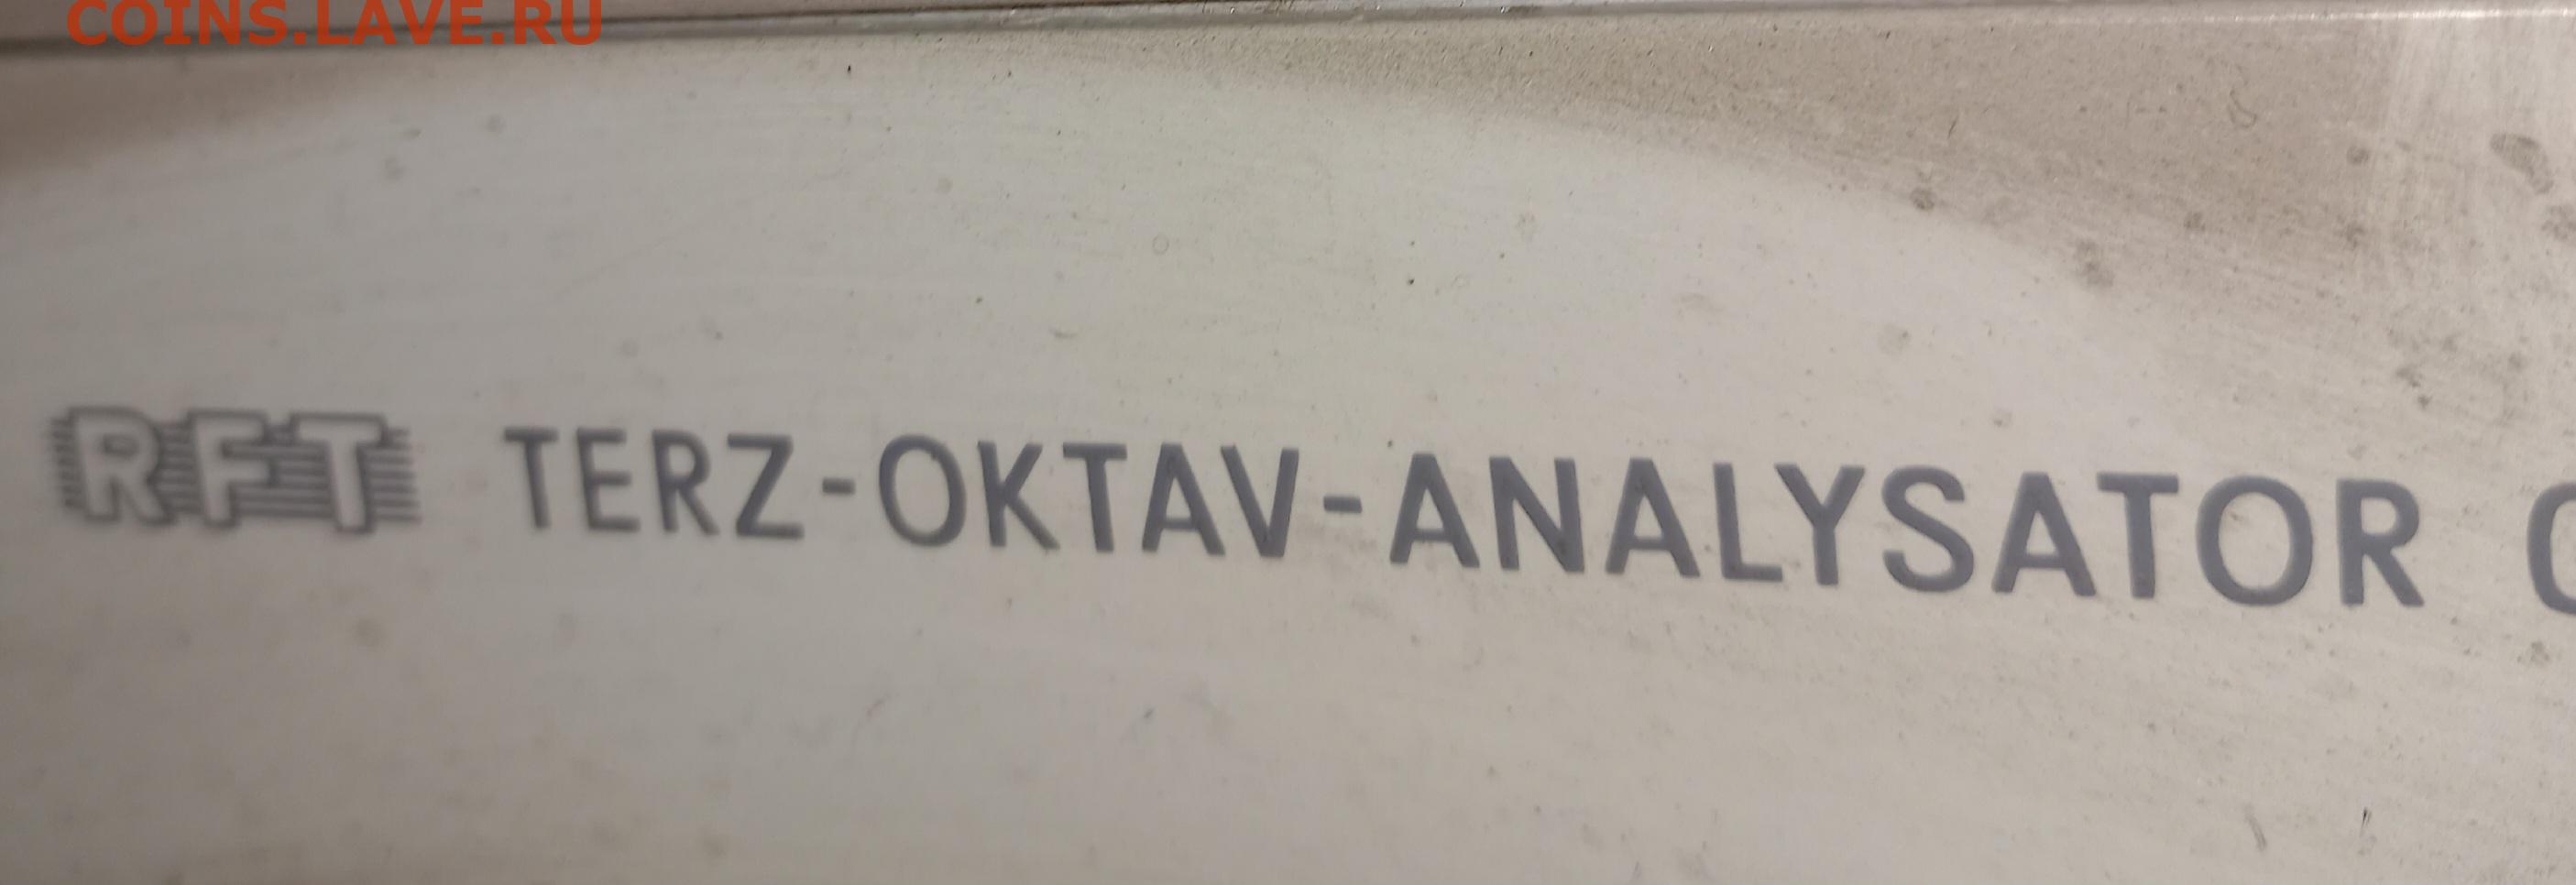 COINS.LAVE.RU
RFT TERZ-OKTAV-ANALYSATOR